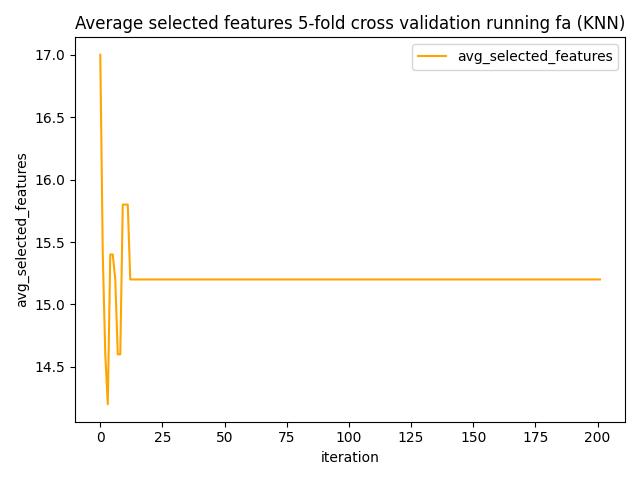 Average selected features 5-fold cross validation running fa (KNN)
avg_selected_features
17.0
16.5
16.0
15.5
15.0
14.5
avg_selected_features
0 25 50 75 100 125 150 175 200
iteration